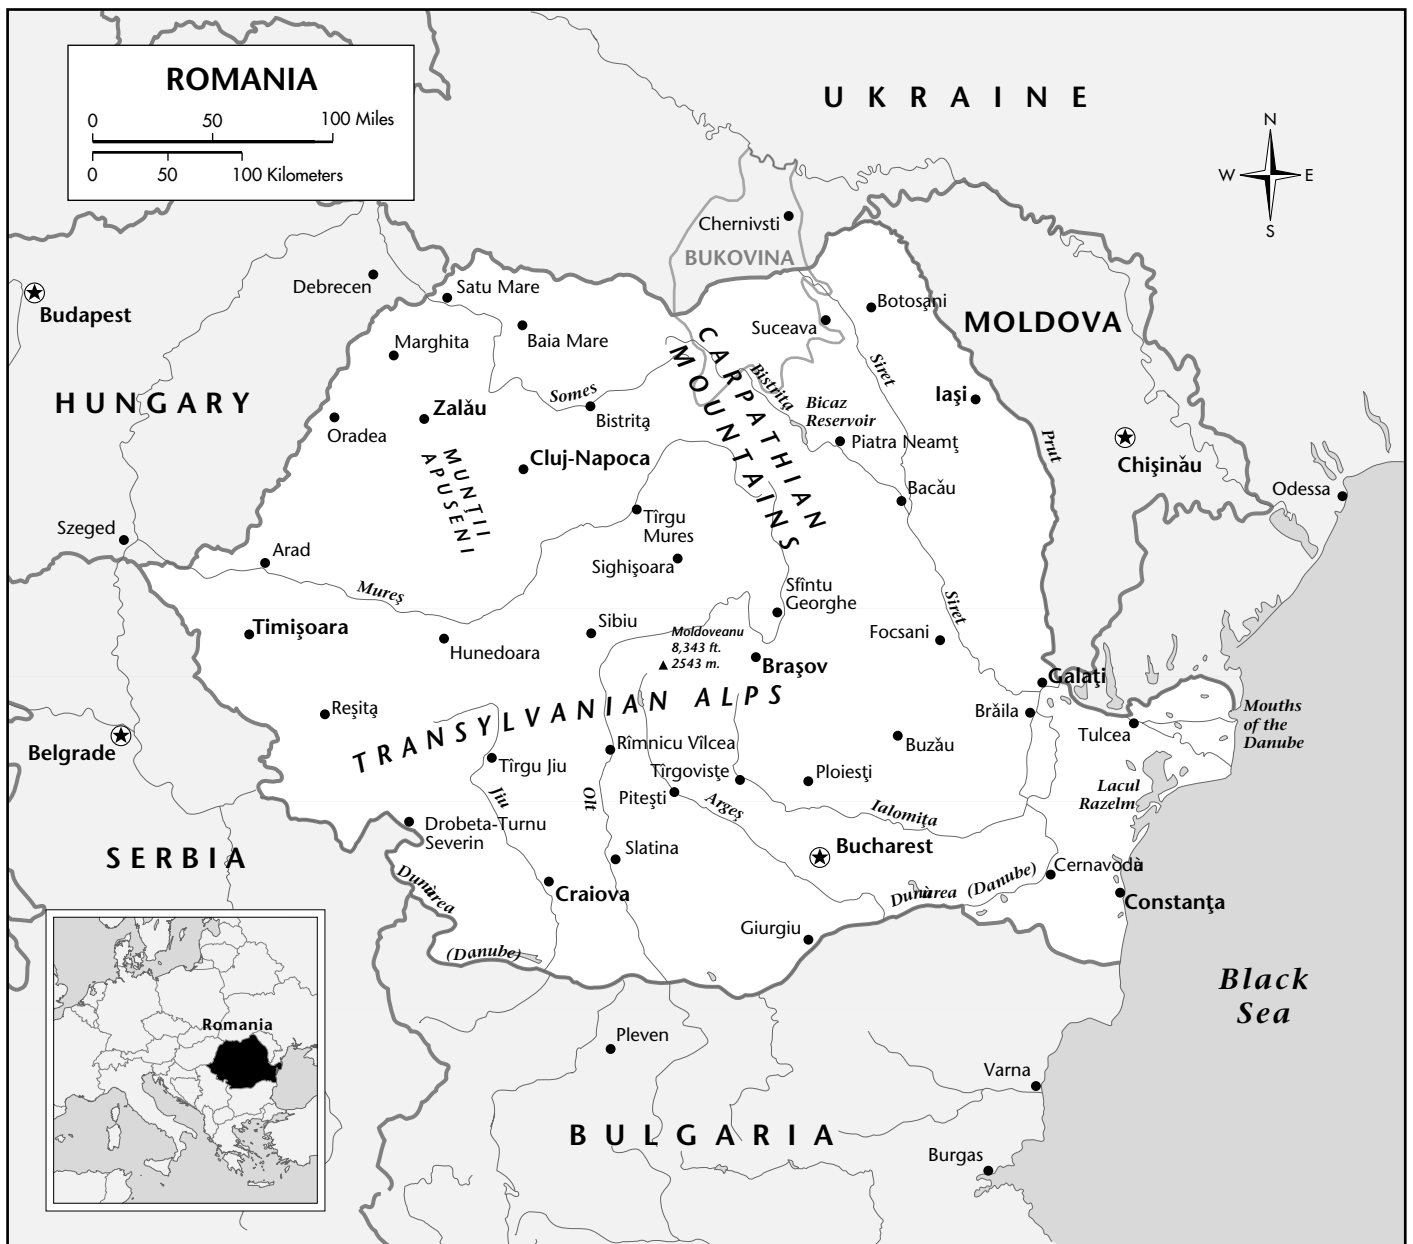 ROMANIA
0 50 100 Miles
0 50 100 Kilometers
UKRAINE
N
W E
S
Chernivsti
BUKOVINA
Debrecen
Satu Mare
Budapest
Botoşani
Suceava
MOLDOVA
Marghita
Baia Mare
CARPATHIAN
MOUNTAINS
Siret
Bistriţa
HUNGARY
Zalău
Someş
Iaşi
Bicaz
Reservoir
Bistriţa
Oradea
Piatra Neamţ
Prut
Cluj-Napoca
Chişinău
MUNŢII
APUSENI
Bacău
Odessa
Szeged
Tîrgu
Mures
Arad
Sighişoara
Mureş
Sfîntu
Georghe
Siret
Timişoara
Sibiu
Focsani
Moldoveanu
8,343 ft.
2543 m.
Hunedoara
Braşov
Galaţi
TRANSYLVANIAN ALPS
Reşiţa
Brăila
Mouths
of the
Danube
Tulcea
Belgrade
Rîmnicu Vîlcea
Buzău
Tîrgu Jiu
Tîrgovişte
Ploieşti
Lacul
Razelm
Jiu
Olt
Piteşti
Argeş
Ialomiţa
Drobeta-Turnu
Severin
SERBIA
Slatina
Bucharest
Cernavodă
Dunùrea
Craiova
Dunùrea (Danube)
Constanţa
Giurgiu
(Danube)
Black
Sea
Romania
Pleven
Varna
BULGARIA
Burgas